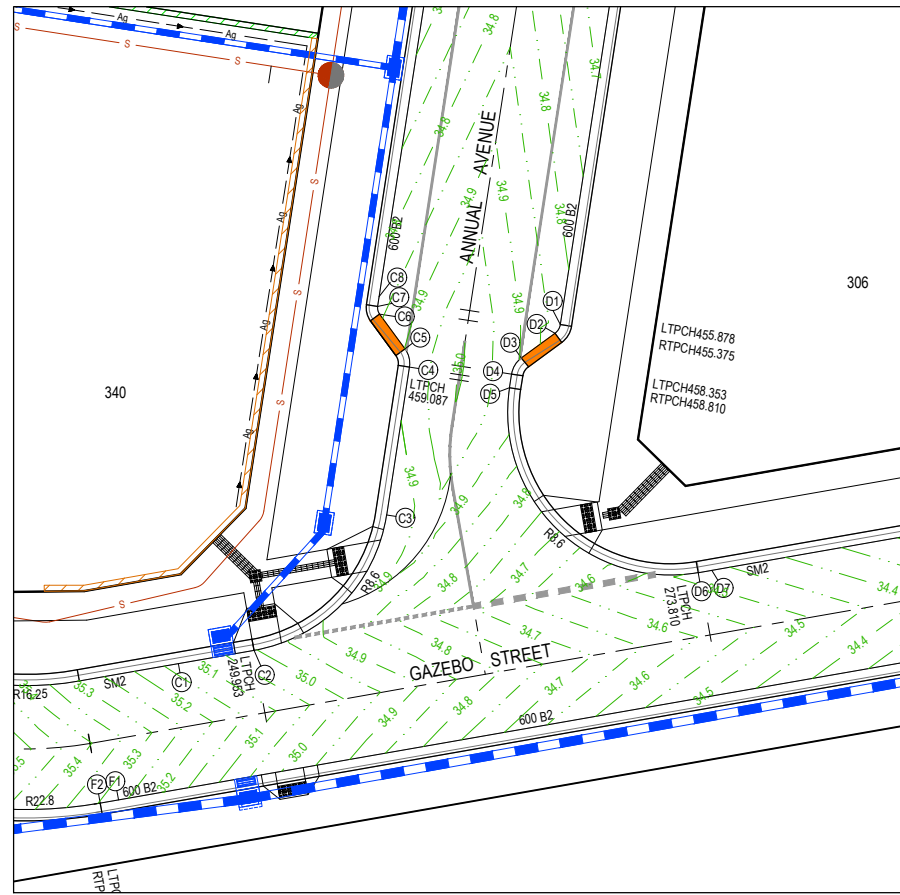 Ag
Ag
S
S
S
34.8
34.8
34.7
34.8
34.8
ANNUAL AVENUE
34.9
34.9
34.8
600 B2
600 B2
Ag
Ag
Ag
S
S
C8
C7
C6
C5
C4
34.9
34.9
D1
D2
D3
D4
D5
35.0
LTPCH
459.087
306
LTPCH455.878
RTPCH455.375
LTPCH458.353
RTPCH458.810
340
34.9
34.9
34.8
C3
R8.6
R8.6
34.9
34.8
34.7
34.6
SM2
D6
D7
LTPCH
273.810
34.4
34.5
34.4
34.6
34.7
34.8
34.9
35.0
GAZEBO STREET
S
35.1
LTPCH
249.953
C2
C1
SM2
35.3
35.2
R16.25
34.7
34.6
34.5
34.8
34.9
35.1
35.0
600 B2
35.3
35.4
35.2
F2
F1
600 B2
R22.8